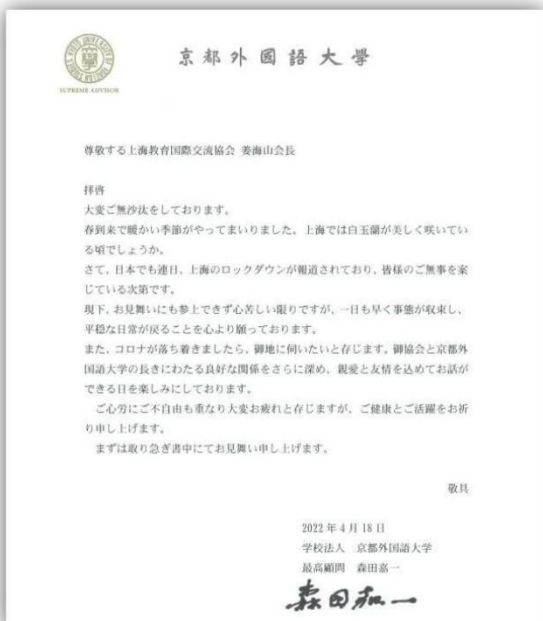 京都外國語大學
SUPREME ADVISOR
尊敬する上海教育国際交流協会 姜海山会長
拝啓
大変ご無沙汰をしております。
春到来で暖かい季節がやってまいりました。上海では白玉蘭が美しく咲いてい
る頃でしょうか。
さて、日本でも連日、上海のロックダウンが報道されており、皆様のご無事を案
じている次第です。
現下、お見舞いにも参上できず心苦しい限りですが、一日も早く事態が収束し、
平穏な日常が戻ることを心より願っております。
また、コロナが落ち着きましたら、御地に伺いたいと存じます。御協会と京都外
国語大学の長きにわたる良好な関係をさらに深め、親愛と友情を込めてお話が
できる日を楽しみにしております。
ご心労にご不自由も重なり大変お疲れと存じますが、ご健康とご活躍をお祈
り申し上げます。
まずは取り急ぎ書中にてお見舞い申し上げます。
敬具
2022年4月18日
学校法人 京都外国語大学
最高顧問 森田嘉一
森田嘉一